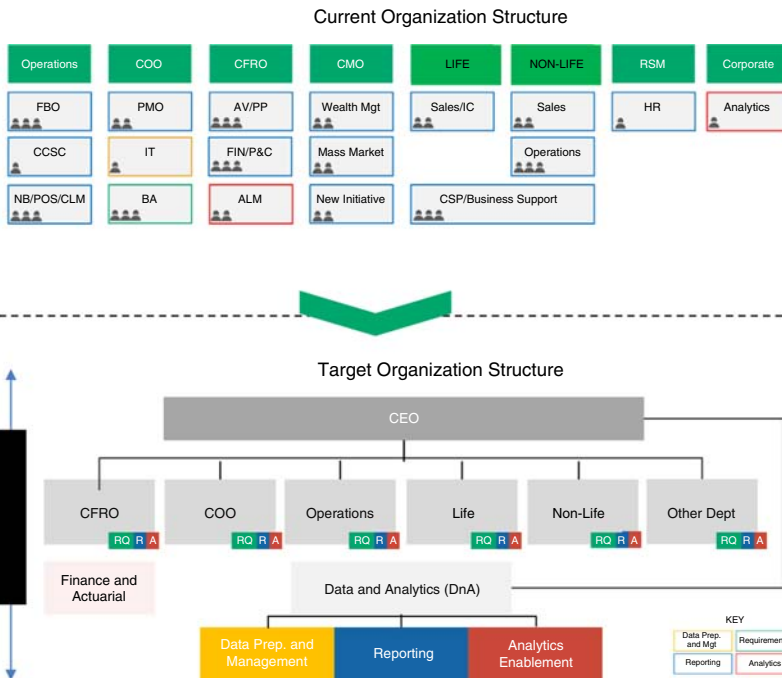 Current Organization Structure
Operations COO CFRO CMO LIFE NON-LIFE RSM Corporate
FBO PMO AV/PP Wealth Mgt Sales/IC Sales HR Analytics
CCSC IT FIN/P&C Mass Market Operations
NB/POS/CLM BA ALM New Initiative CSP/Business Support
Target Organization Structure
CEO
CFRO COO Operations Life Non-Life Other Dept
RQ R A RQ R A RQ R A RQ R A RQ R A RQ R A
Finance and
Actuarial
Data and Analytics (DnA)
Data Prep. and
Management
Reporting
Analytics
Enablement
KEY
Data Prep.
and Mgt
Requiremen
Reporting Analytics